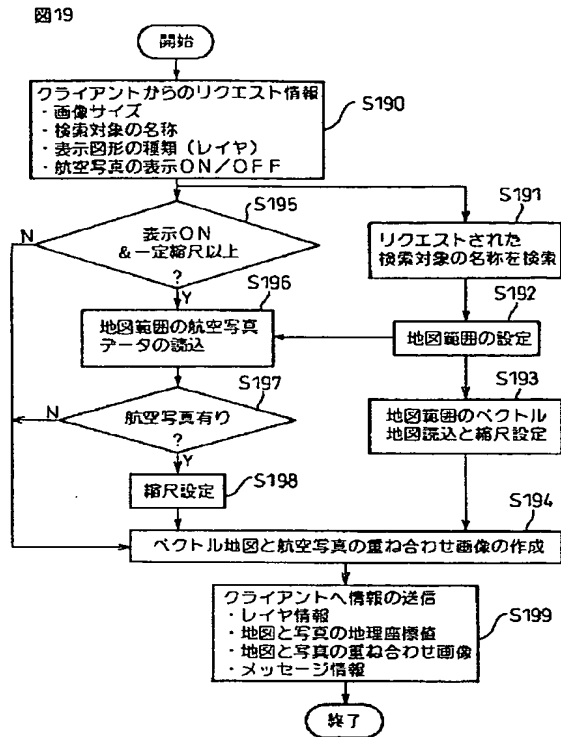 図19
開始
クライアントからのリクエスト情報
・画像サイズ
・検索対象の名称
・表示図形の種類(レイヤ)
・航空写真の表示ON/OFF
S190
S195
表示ON
&一定縮尺以上
?
N
Y
S191
リクエストされた
検索対象の名称を検索
S196
地図範囲の航空写真
データの読込
S192
地図範囲の設定
S197
航空写真有り
?
N
Y
S193
地図範囲のベクトル
地図読込と縮尺設定
S198
縮尺設定
S194
ベクトル地図と航空写真の重ね合わせ画像の作成
クライアントへ情報の送信
・レイヤ情報
・地図と写真の地理座標値
・地図と写真の重ね合わせ画像
・メッセージ情報
S199
終了